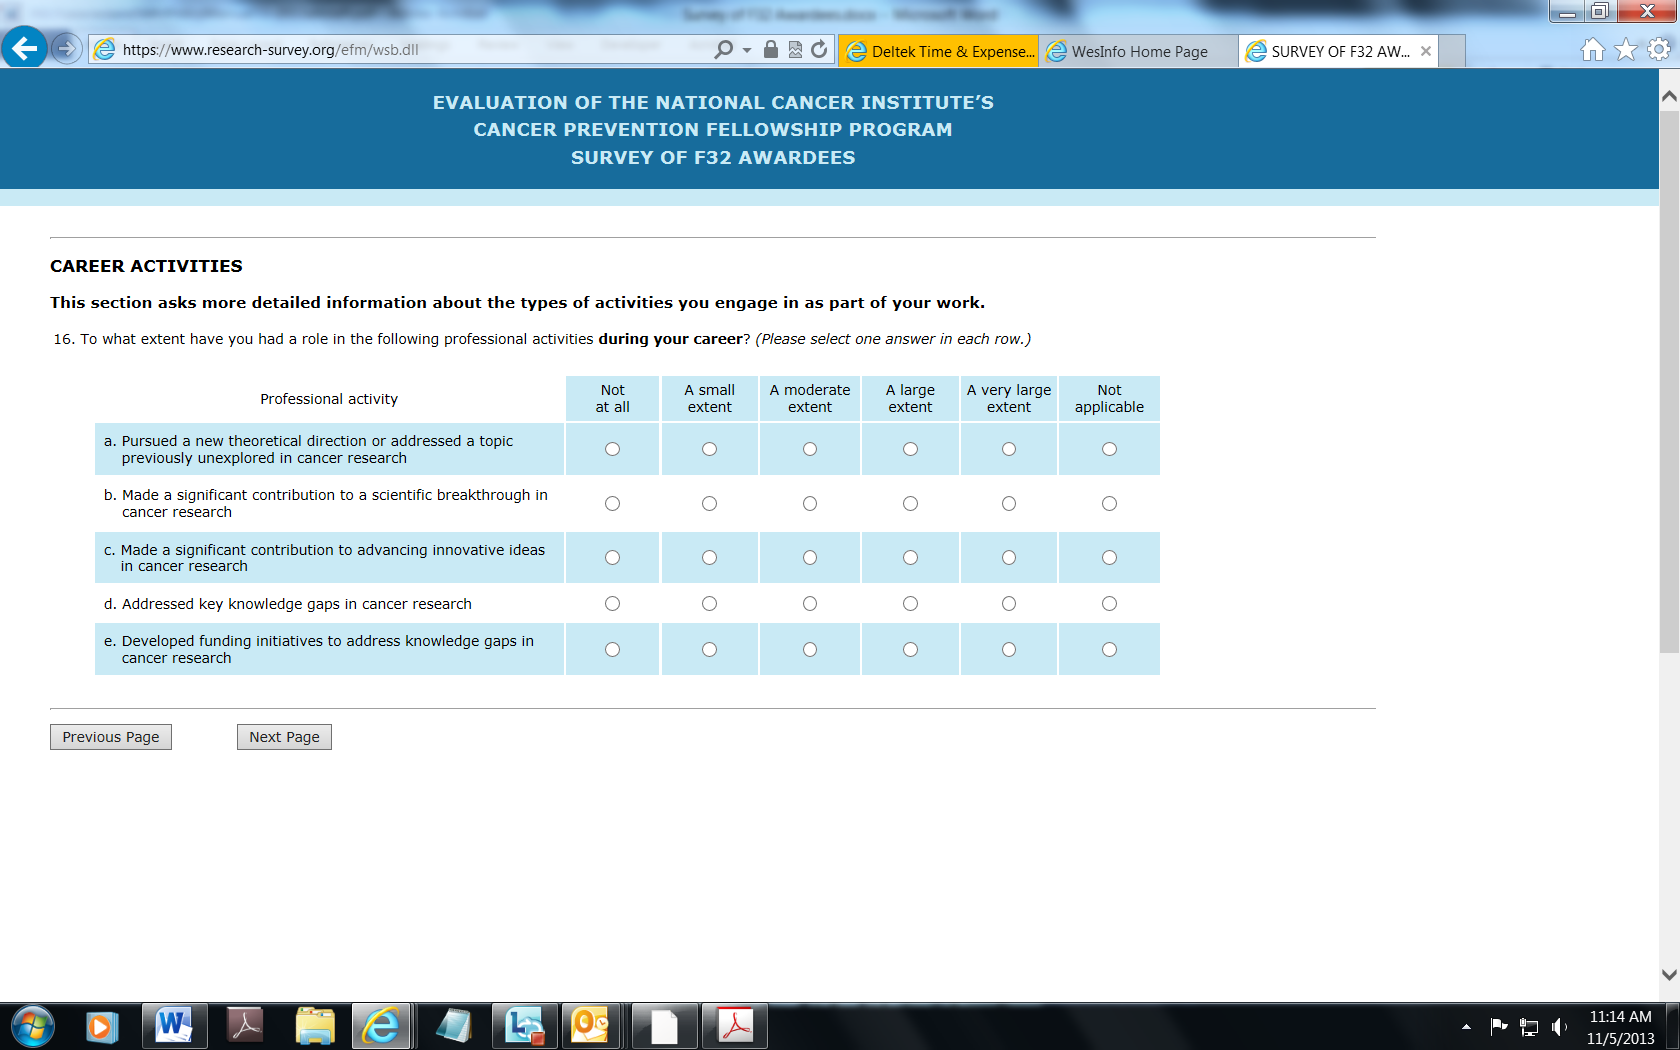 Survey of F32 Awardees.docx - Microsoft Word
https://www.research-survey.org/efm/wsb.dll
Deltek Time & Expense...
WesInfo Home Page
SURVEY OF F32 AW...
EVALUATION OF THE NATIONAL CANCER INSTITUTE'S
CANCER PREVENTION FELLOWSHIP PROGRAM
SURVEY OF F32 AWARDEES
CAREER ACTIVITIES
This section asks more detailed information about the types of activities you engage in as part of your work.
16. To what extent have you had a role in the following professional activities during your career? (Please select one answer in each row.)
Professional activity
Not
at all
A small
extent
A moderate
extent
A large
extent
A very large
extent
Not
applicable
a. Pursued a new theoretical direction or addressed a topic
previously unexplored in cancer research
b. Made a significant contribution to a scientific breakthrough in
cancer research
c. Made a significant contribution to advancing innovative ideas
in cancer research
d. Addressed key knowledge gaps in cancer research
e. Developed funding initiatives to address knowledge gaps in
cancer research
Previous Page
Next Page
11:14 AM
11/5/2013